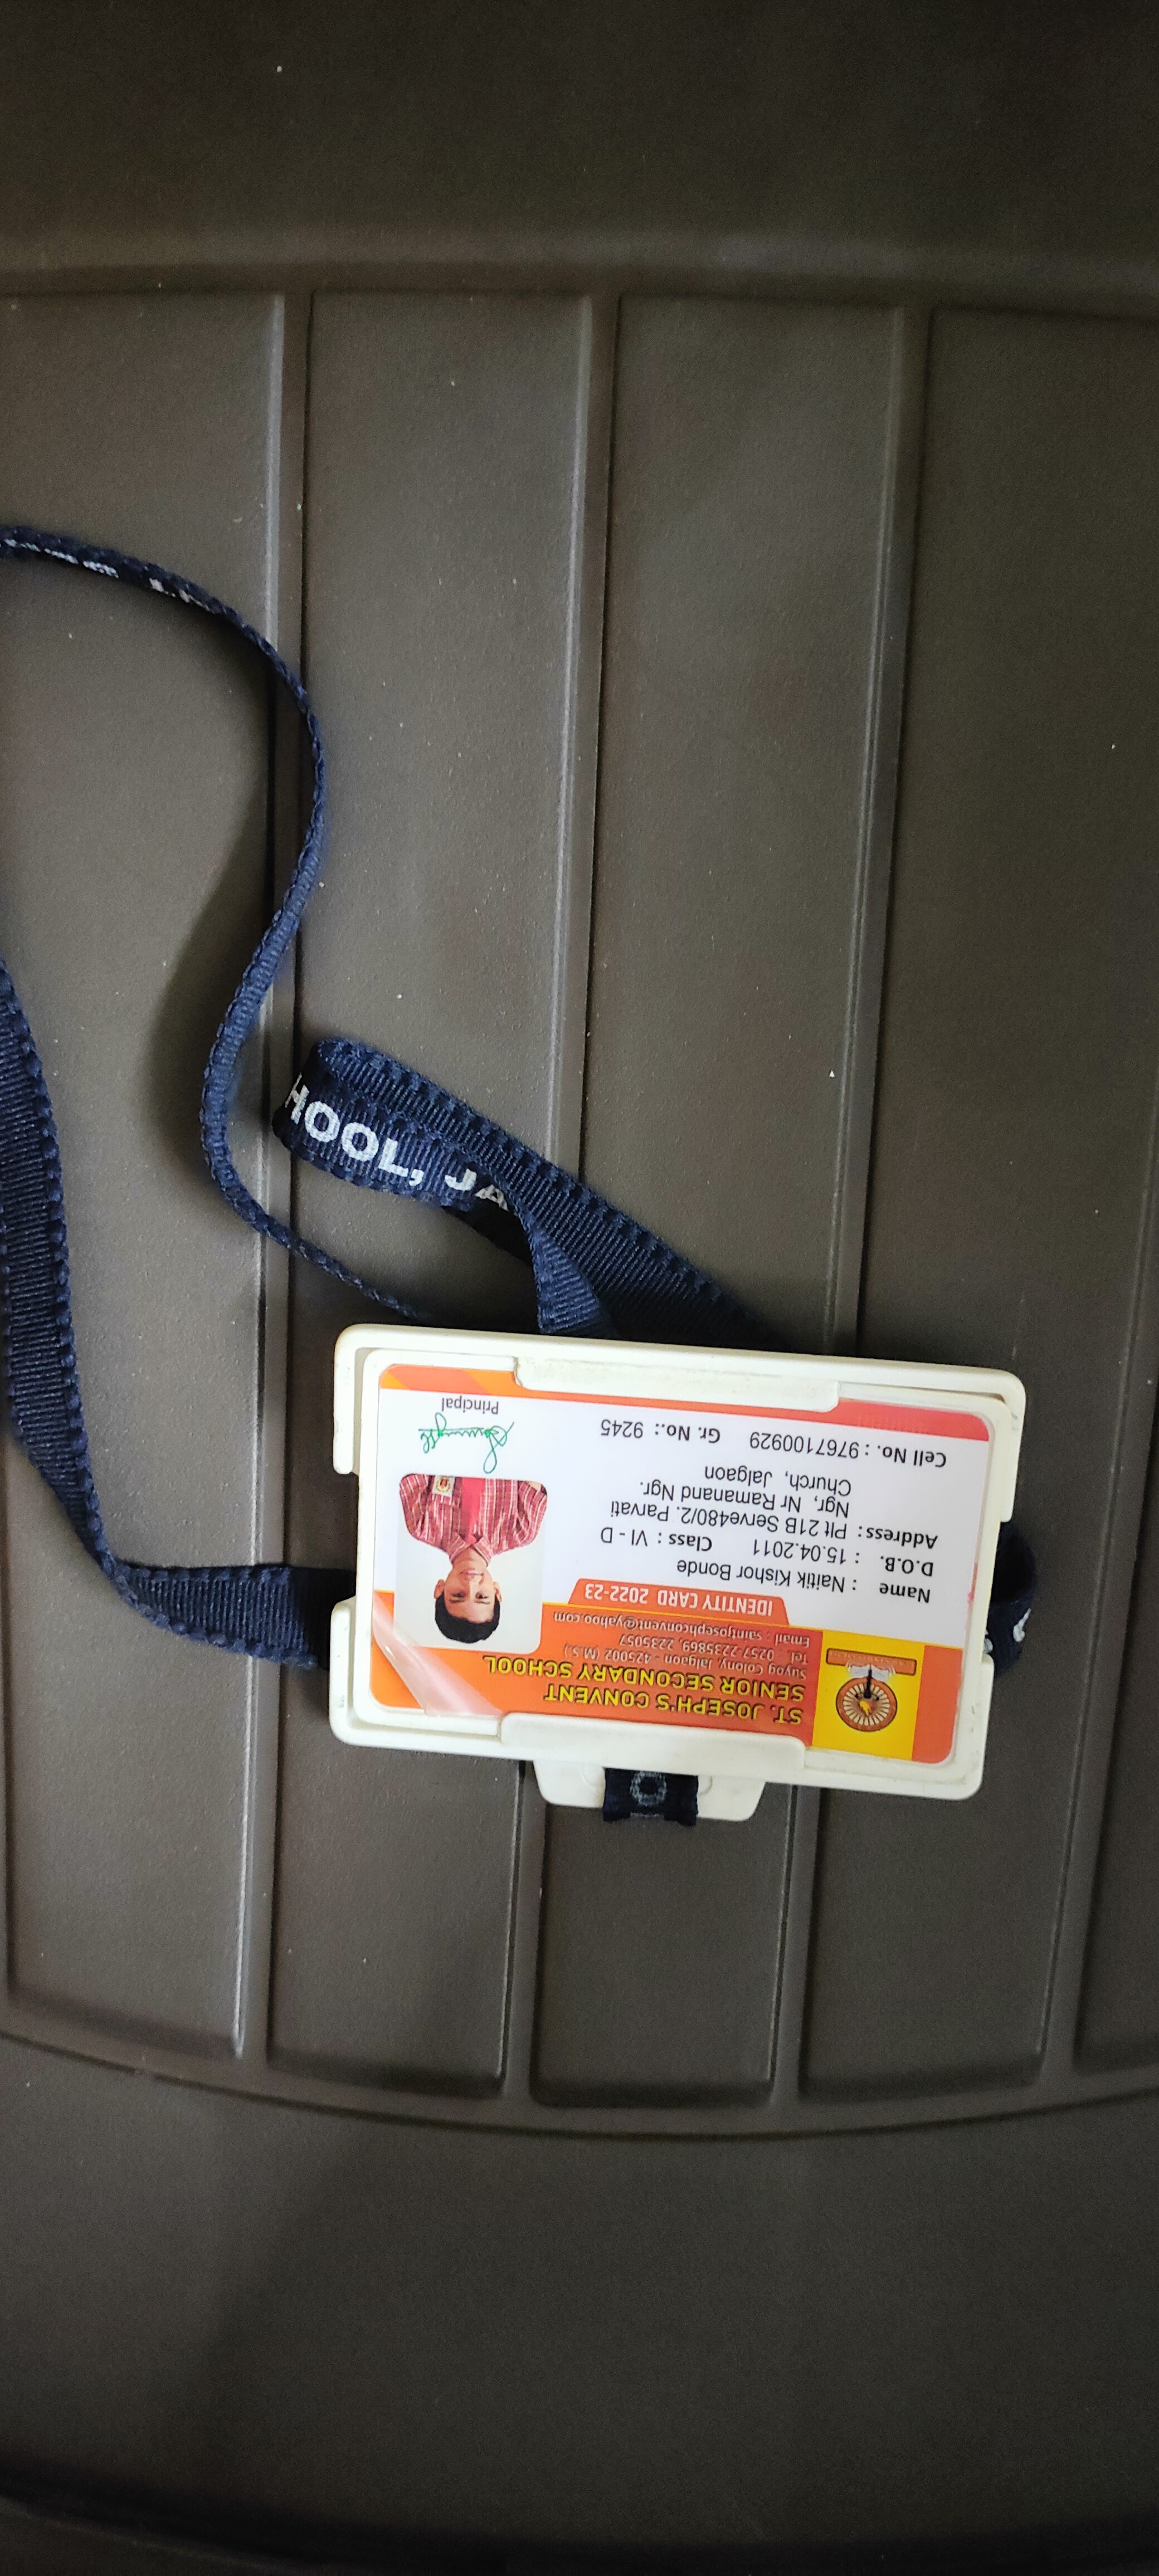 HOOL, JA
ST. JOSEPH'S CONVENT
SENIOR SECONDARY SCHOOL
Suyog Colony, Jalgaon - 425002 (M.S.)
Tel. : 0257-2235869, 2235057
Email : saintjosephconvent@yahoo.com
IDENTITY CARD 2022-23
Name : Naitik Kishor Bonde
D.O.B. : 15.04.2011 Class : VI - D
Address : Plt 21B Serve480/2. Parvati
Ngr, Nr Ramanand Ngr.
Church, Jalgaon
Cell No. : 9767100929 Gr. No.: 9245
Principal